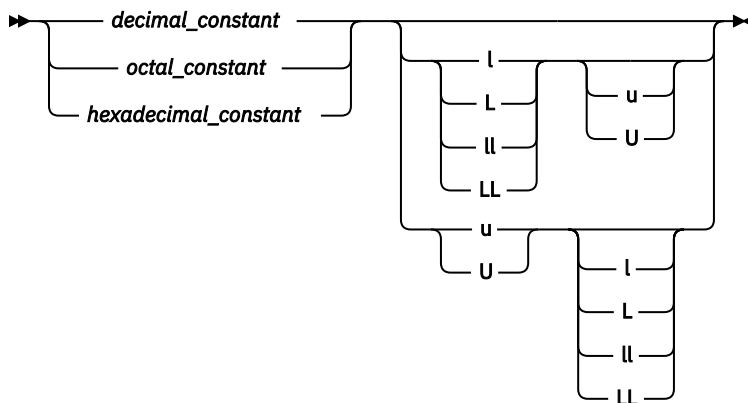 decimal_constant
octal_constant
hexadecimal_constant
l
L
ll
LL
u
U
u
U
l
L
ll
LL